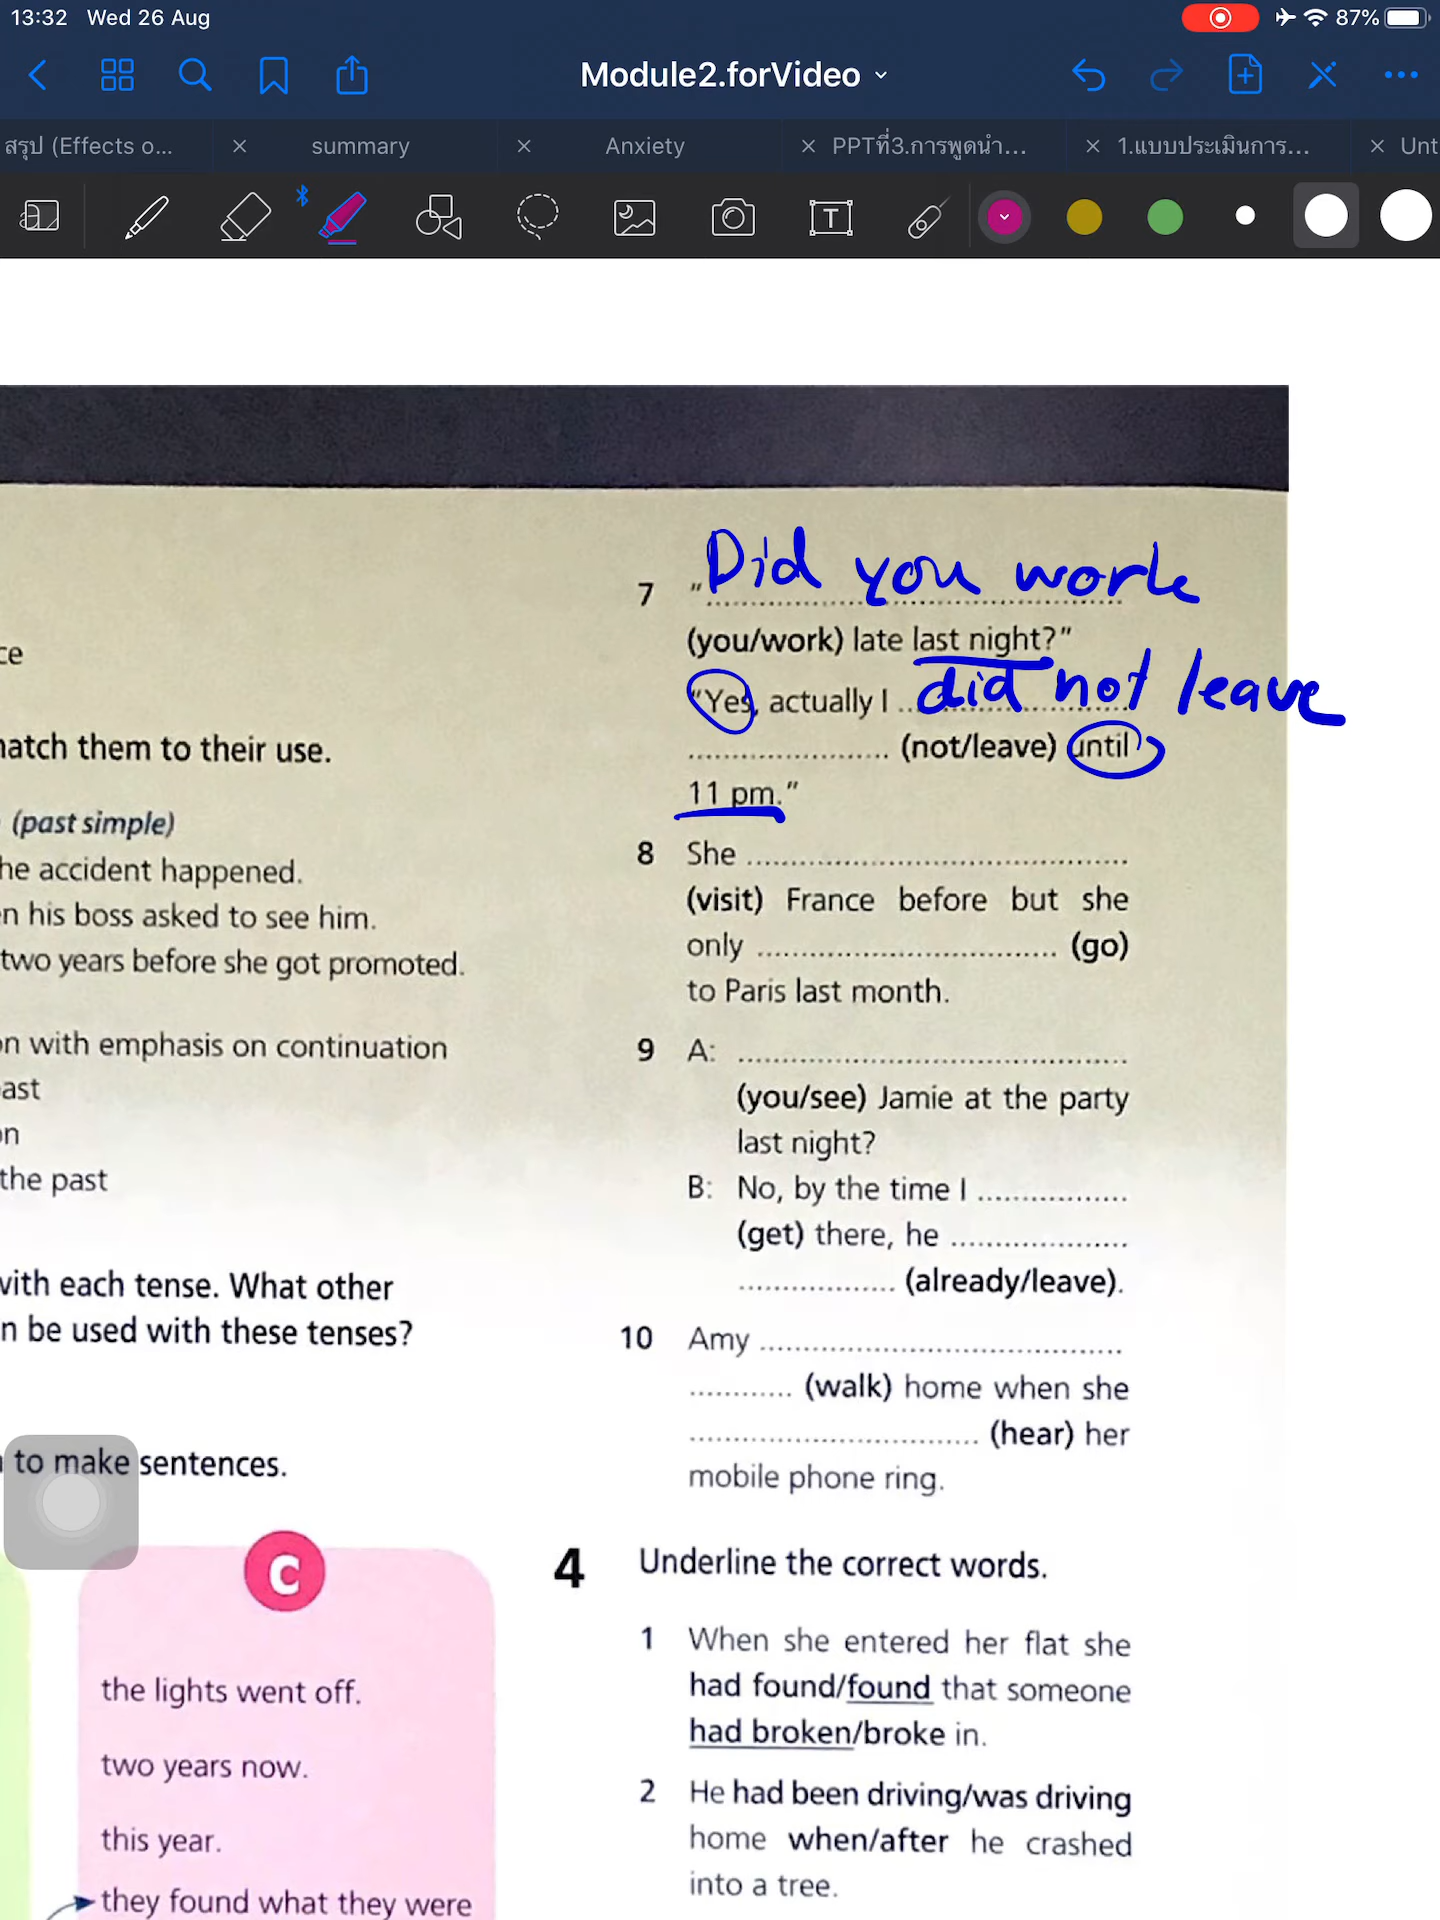 13:32 Wed 26 Aug
87%
Module2.forVideo
สรุป (Effects o...
summary
Anxiety
PPTที่3.การพูดนำ...
1.แบบประเมินการ...
Unt
T
7 "Did you work
(you/work) late last night?"
"Yes, actually I did not leave
(not/leave) until
11 pm."
8 She
(visit) France before but she
only (go)
to Paris last month.
9 A:
(you/see) Jamie at the party
last night?
B: No, by the time I
(get) there, he
(already/leave).
10 Amy
(walk) home when she
(hear) her
mobile phone ring.
4 Underline the correct words.
1 When she entered her flat she
had found/found that someone
had broken/broke in.
2 He had been driving/was driving
home when/after he crashed
into a tree.
ce
natch them to their use.
(past simple)
he accident happened.
n his boss asked to see him.
two years before she got promoted.
on with emphasis on continuation
ast
on
the past
with each tense. What other
n be used with these tenses?
to make sentences.
C
the lights went off.
two years now.
this year.
they found what they were